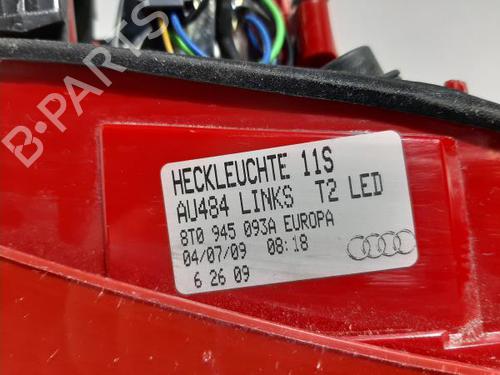 B-PARTS
HECKLEUCHTE 11S
AU484 LINKS T2 LED
8T0 945 093A EUROPA
04/07/09 08:18
6 26 09